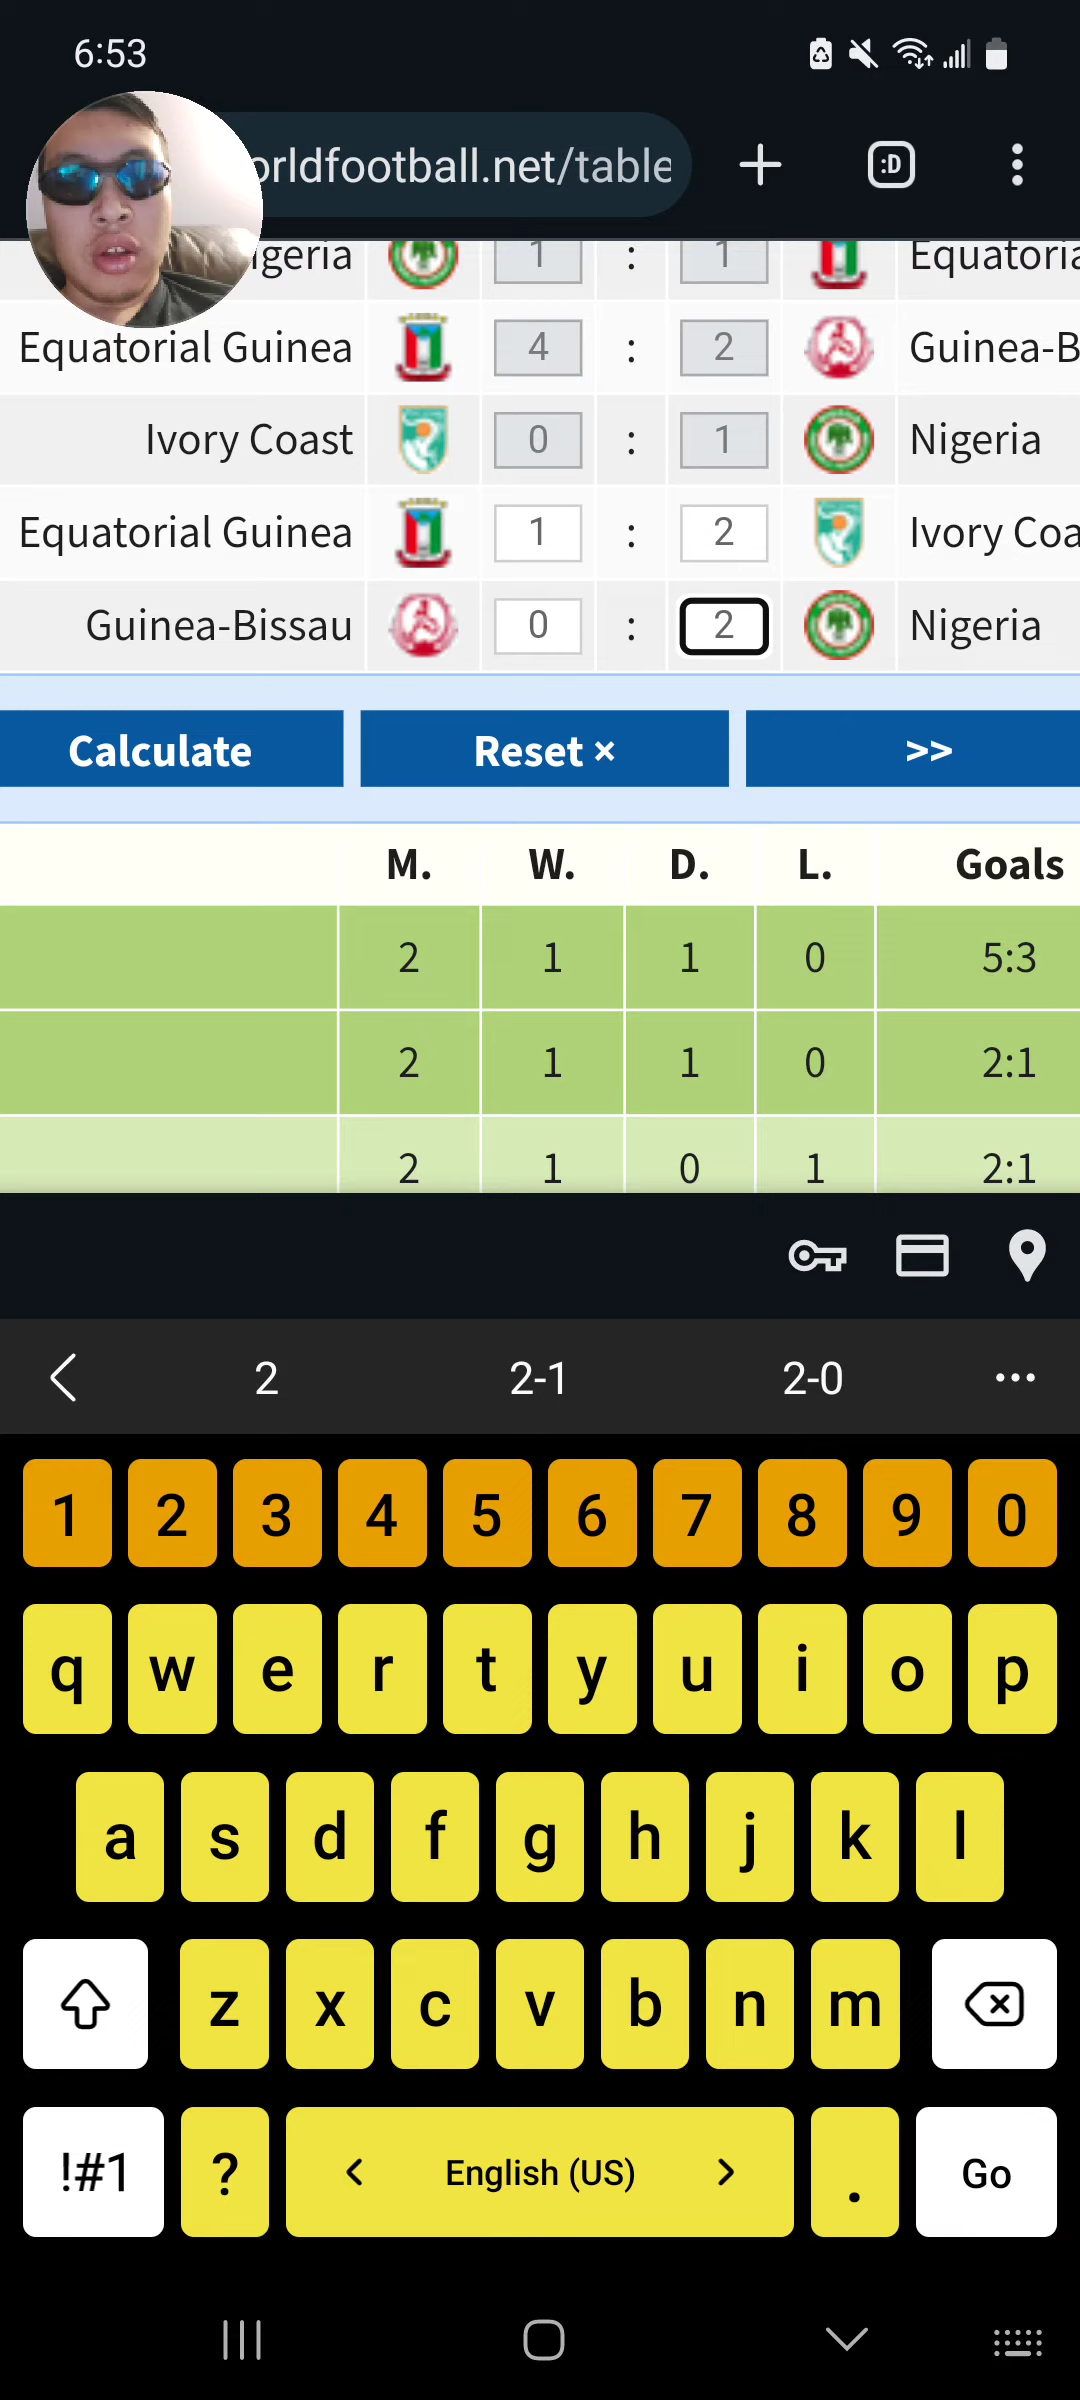 6:53
orldfootball.net/table
:D
igeria 1 : 1 Equatoria
Equatorial Guinea 4 : 2 Guinea-B
Ivory Coast 0 : 1 Nigeria
Equatorial Guinea 1 : 2 Ivory Coa
Guinea-Bissau 0 : 2 Nigeria
Calculate Reset × >>
M. W. D. L. Goals
2 1 1 0 5:3
2 1 1 0 2:1
2 1 0 1 2:1
2 2-1 2-0 ...
1 2 3 4 5 6 7 8 9 0
q w e r t y u i o p
a s d f g h j k l
z x c v b n m
!#1 ? < English (US) > . Go